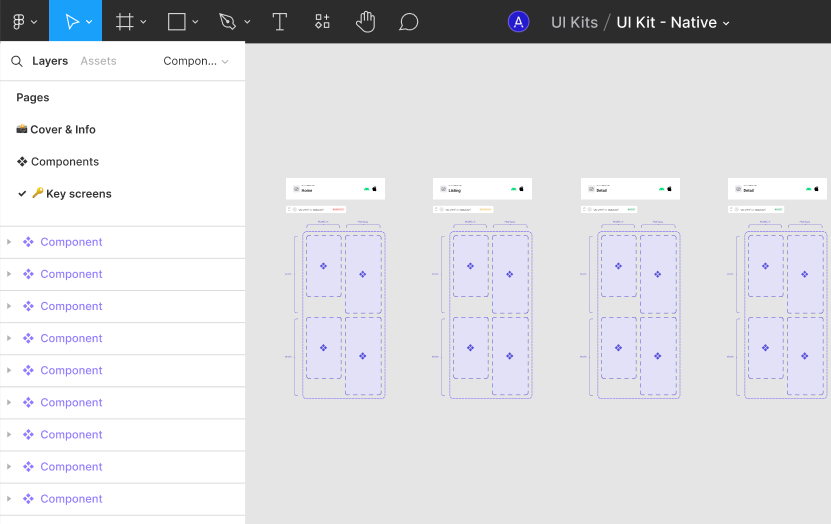 A UI Kits / UI Kit - Native
Layers Assets Compon...
Pages
Cover & Info
Components
Key screens
Component
Component
Component
Component
Component
Component
Component
Component
Component
Home
Listing
Detail
Detail